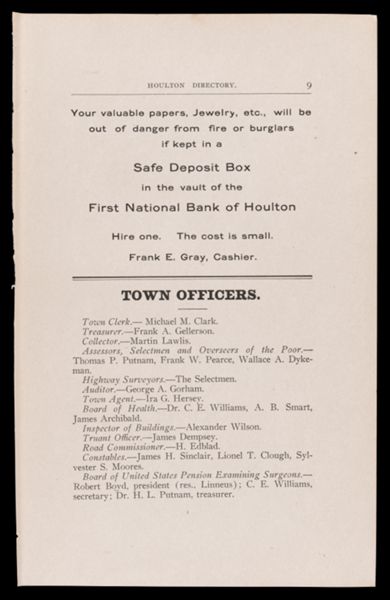 HOULTON DIRECTORY. 9
Your valuable papers, Jewelry, etc., will be
out of danger from fire or burglars
if kept in a
Safe Deposit Box
in the vault of the
First National Bank of Houlton
Hire one. The cost is small.
Frank E. Gray, Cashier.
TOWN OFFICERS.
Town Clerk.— Michael M. Clark.
Treasurer.—Frank A. Gellerson.
Collector.—Martin Lawlis.
Assessors, Selectmen and Overseers of the Poor.—
Thomas P. Putnam, Frank W. Pearce, Wallace A. Dyke-
man.
Highway Surveyors.—The Selectmen.
Auditor.—George A. Gorham.
Town Agent.—Ira G. Hersey.
Board of Health.—Dr. C. E. Williams, A. B. Smart,
James Archibald.
Inspector of Buildings.—Alexander Wilson.
Truant Officer.—James Dempsey.
Road Commissioner.—H. Edblad.
Constables.—James H. Sinclair, Lionel T. Clough, Syl-
vester S. Moores.
Board of United States Pension Examining Surgeons.—
Robert Boyd, president (res., Linneus); C. E. Williams,
secretary; Dr. H. L. Putnam, treasurer.